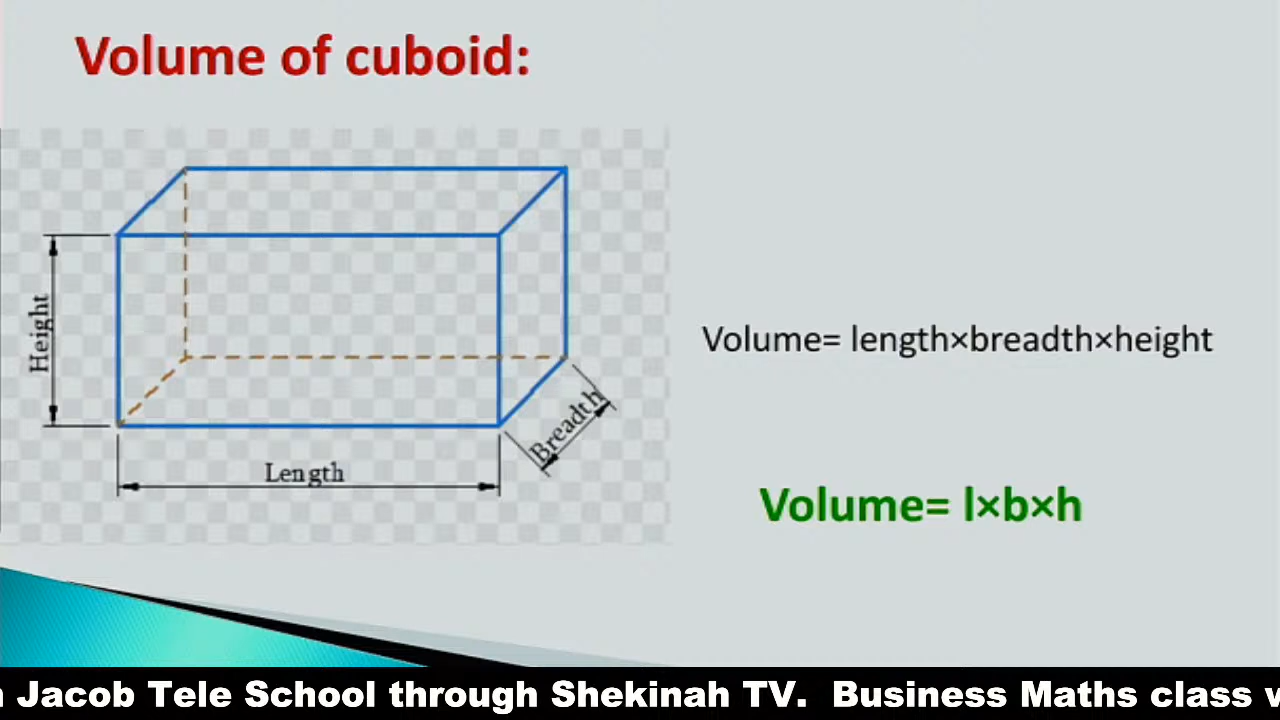 Volume of cuboid:
Height
Length
Breadth
Volume= length×breadth×height
Volume= l×b×h
Jacob Tele School through Shekinah TV. Business Maths class